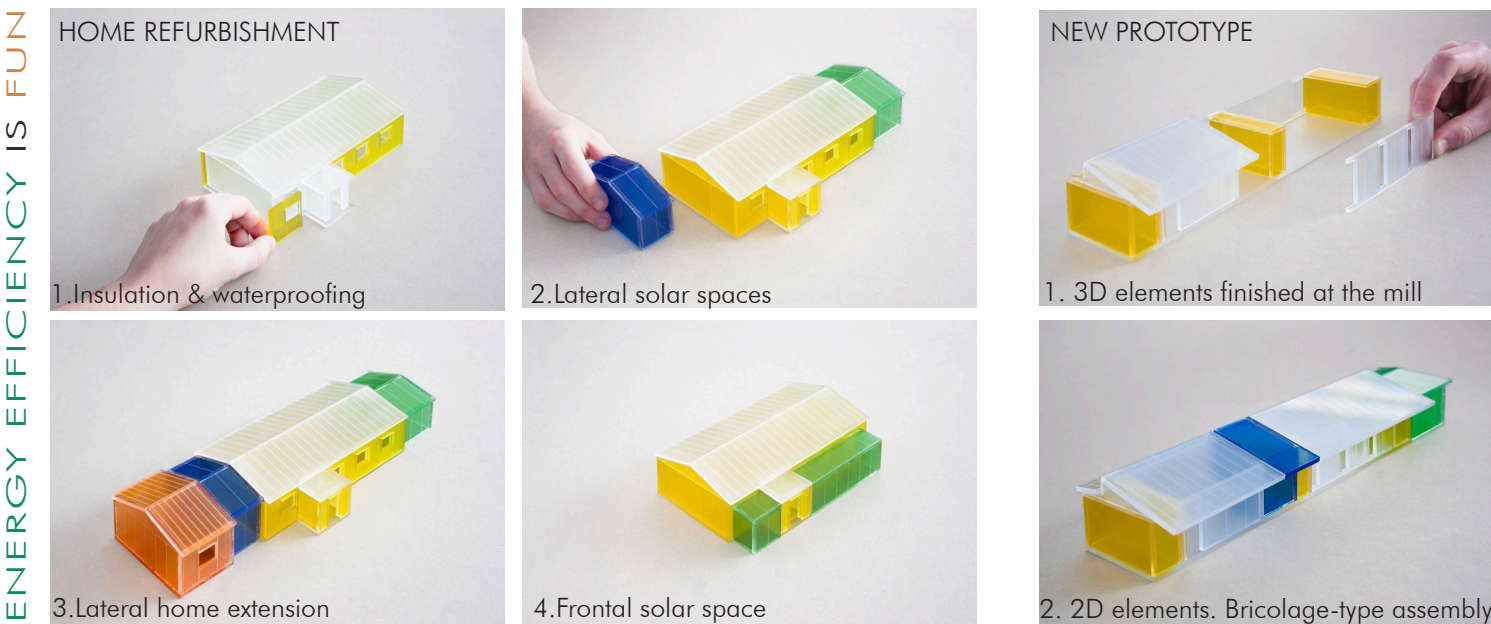 ENERGY EFFICIENCY IS FUN
HOME REFURBISHMENT
1.Insulation & waterproofing
2.Lateral solar spaces
3.Lateral home extension
4.Frontal solar space
NEW PROTOTYPE
1. 3D elements finished at the mill
2. 2D elements. Bricolage-type assembly